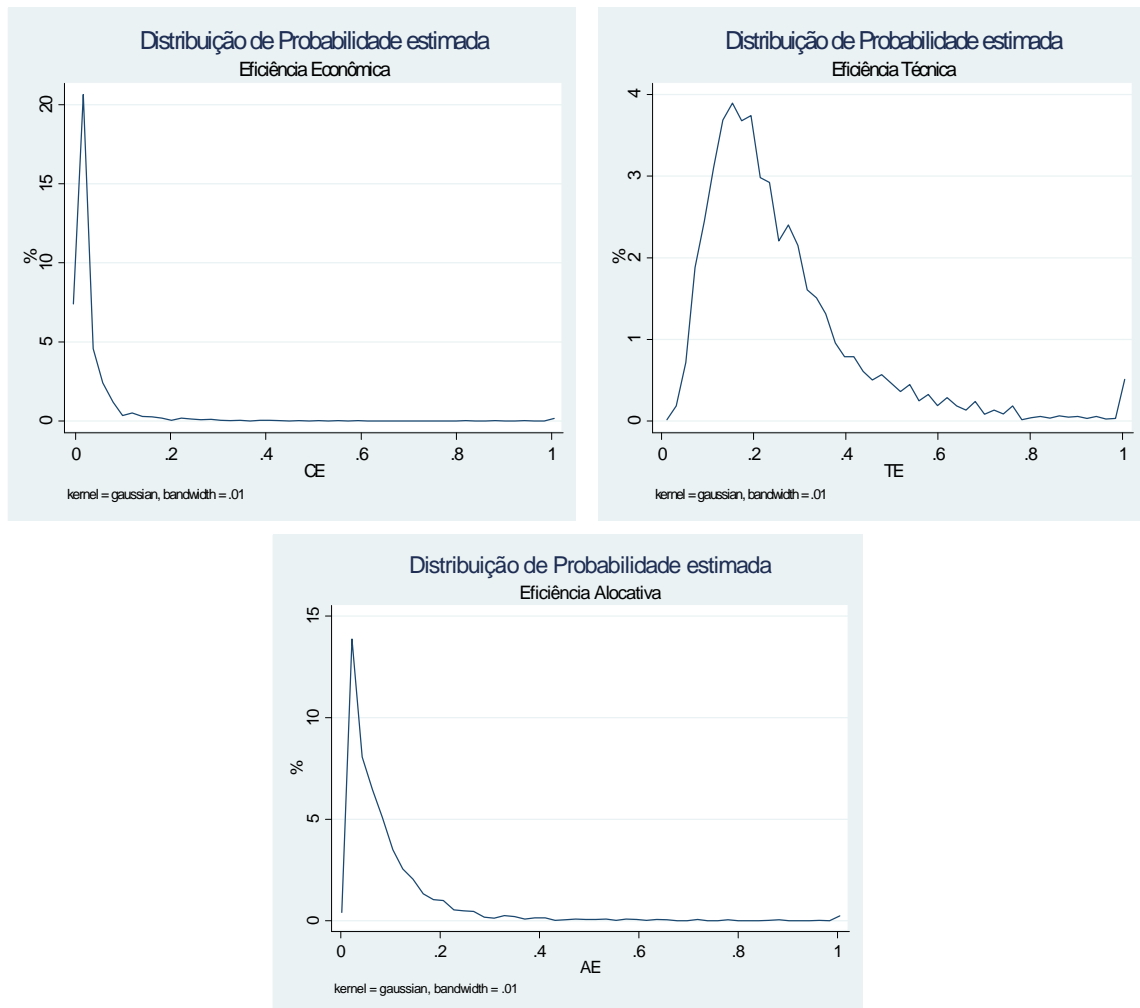 Distribuição de Probabilidade estimada
Eficiência Econômica
20
15
10
5
0
%
0 .2 .4 .6 .8 1
CE
kernel = gaussian, bandwidth = .01
Distribuição de Probabilidade estimada
Eficiência Técnica
4
3
2
1
0
%
0 .2 .4 .6 .8 1
TE
kernel = gaussian, bandwidth = .01
Distribuição de Probabilidade estimada
Eficiência Alocativa
15
10
5
0
%
0 .2 .4 .6 .8 1
AE
kernel = gaussian, bandwidth = .01